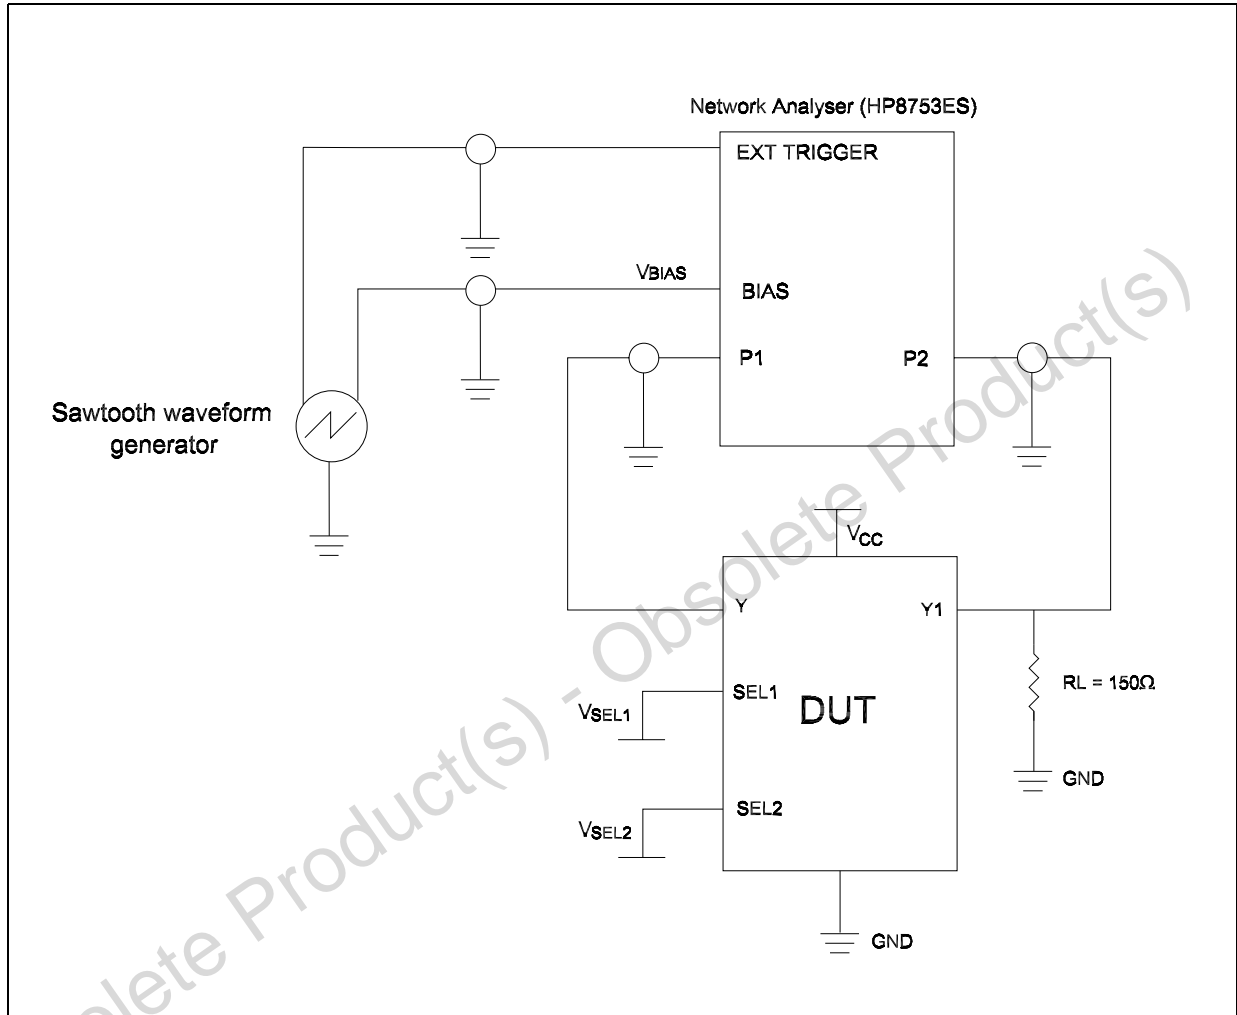 Network Analyser (HP8753ES)
EXT TRIGGER
VBIAS
BIAS
P1
P2
Sawtooth waveform
generator
VCC
Y
Y1
SEL1
VSEL1
DUT
RL = 150Ω
GND
SEL2
VSEL2
GND
olete Product(s) - Obsolete Product(s)